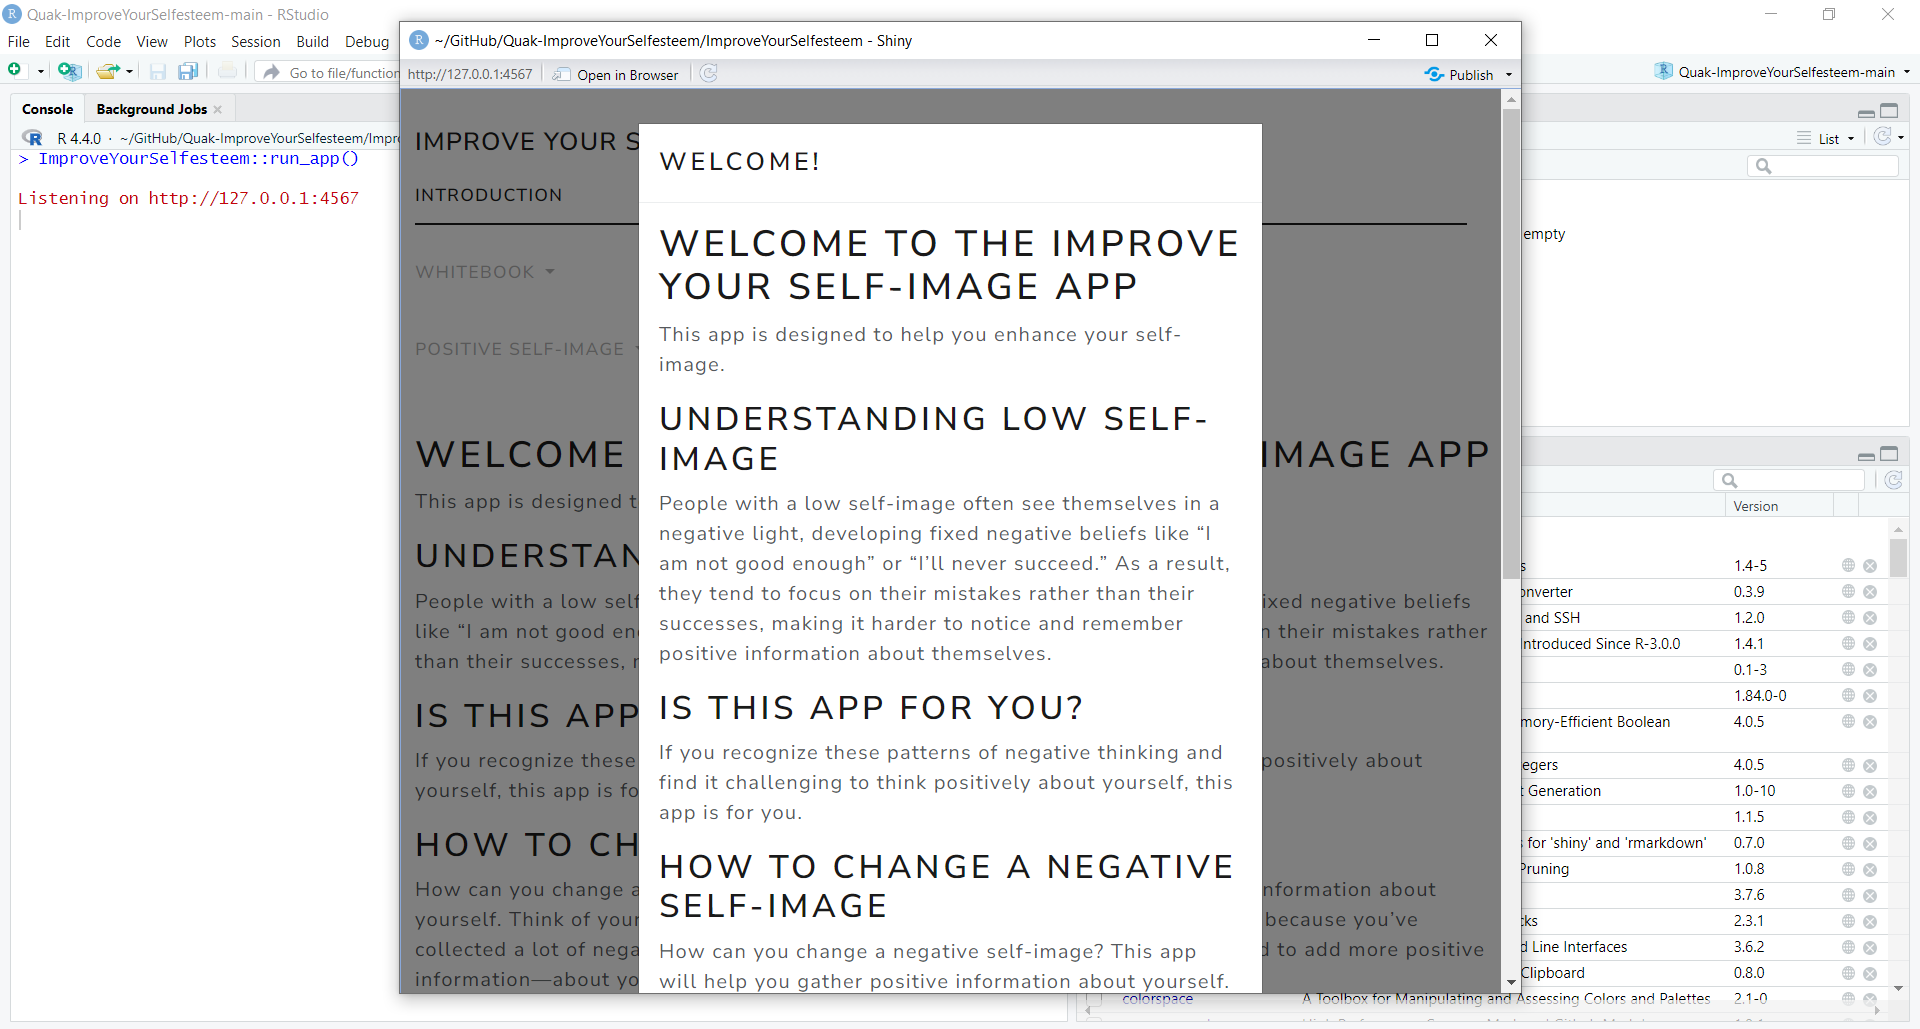 Quak-ImproveYourSelfesteem-main - RStudio
File Edit Code View Plots Session Build Debug
Go to file/function
Quak-ImproveYourSelfesteem-main
Console Background Jobs
R 4.4.0 · ~/GitHub/Quak-ImproveYourSelfesteem/Impr
> ImproveYourSelfesteem::run_app()
Listening on http://127.0.0.1:4567
~/GitHub/Quak-ImproveYourSelfesteem/ImproveYourSelfesteem - Shiny
http://127.0.0.1:4567 Open in Browser Publish
IMPROVE YOUR S
INTRODUCTION
WHITEBOOK
POSITIVE SELF-IMAGE
WELCOME IMAGE APP
This app is designed t
UNDERSTAN
People with a low self ixed negative beliefs
like “I am not good en n their mistakes rather
than their successes, r about themselves.
IS THIS APP
If you recognize these positively about
yourself, this app is fo
HOW TO CH
How can you change a nformation about
yourself. Think of your because you’ve
collected a lot of nega d to add more positive
information—about yo
WELCOME!
WELCOME TO THE IMPROVE
YOUR SELF-IMAGE APP
This app is designed to help you enhance your self-
image.
UNDERSTANDING LOW SELF-
IMAGE
People with a low self-image often see themselves in a
negative light, developing fixed negative beliefs like “I
am not good enough” or “I’ll never succeed.” As a result,
they tend to focus on their mistakes rather than their
successes, making it harder to notice and remember
positive information about themselves.
IS THIS APP FOR YOU?
If you recognize these patterns of negative thinking and
find it challenging to think positively about yourself, this
app is for you.
HOW TO CHANGE A NEGATIVE
SELF-IMAGE
How can you change a negative self-image? This app
will help you gather positive information about yourself.
List
empty
Version
s 1.4-5
onverter 0.3.9
and SSH 1.2.0
ntroduced Since R-3.0.0 1.4.1
0.1-3
1.84.0-0
mory-Efficient Boolean 4.0.5
egers 4.0.5
t Generation 1.0-10
1.1.5
s for 'shiny' and 'rmarkdown' 0.7.0
Pruning 1.0.8
3.7.6
cks 2.3.1
d Line Interfaces 3.6.2
Clipboard 0.8.0
colorspace A Toolbox for Manipulating and Assessing Colors and Palettes 2.1-0